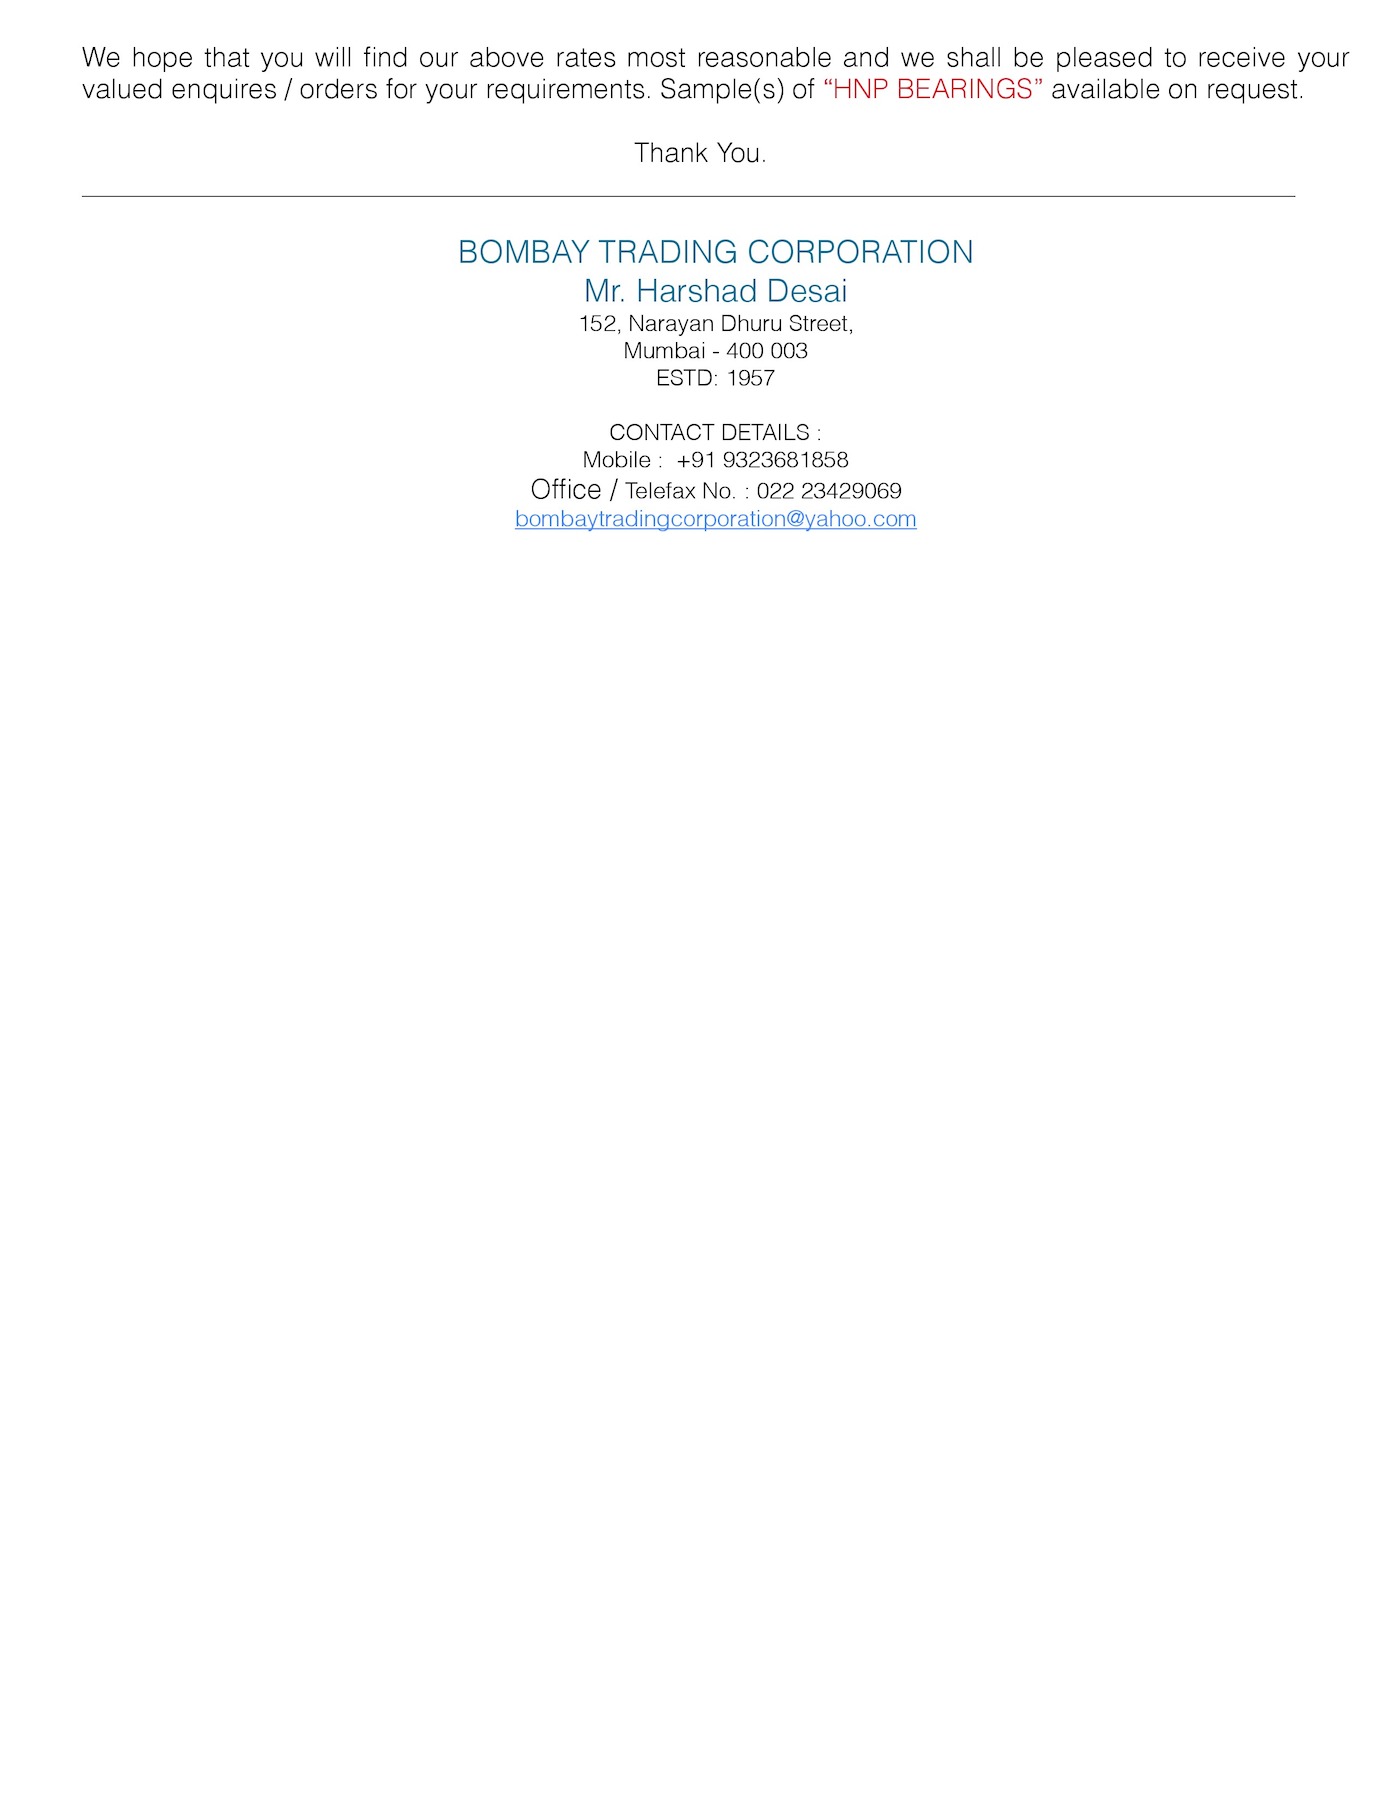 We hope that you will find our above rates most reasonable and we shall be pleased to receive your
valued enquires / orders for your requirements. Sample(s) of “HNP BEARINGS” available on request.
Thank You.
BOMBAY TRADING CORPORATION
Mr. Harshad Desai
152, Narayan Dhuru Street,
Mumbai - 400 003
ESTD: 1957
CONTACT DETAILS :
Mobile :  +91 9323681858
Office / Telefax No. : 022 23429069
bombaytradingcorporation@yahoo.com